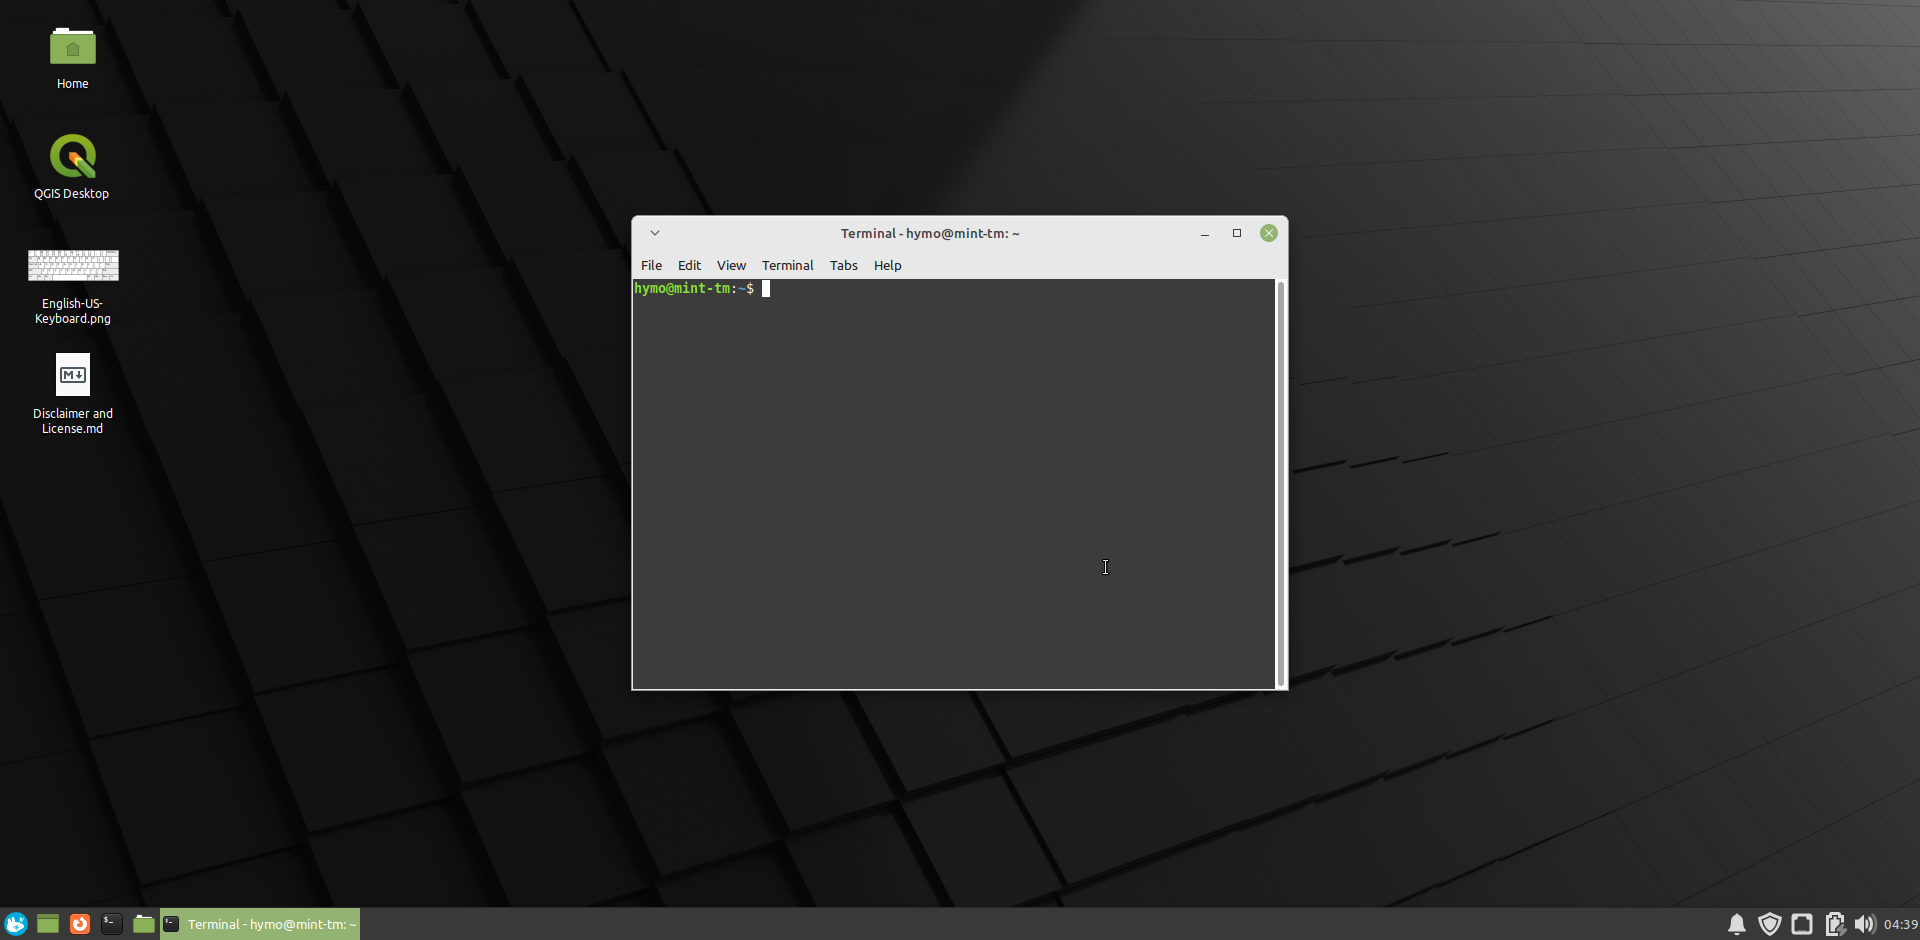 Home
QGIS Desktop
English-US-
Keyboard.png
M
Disclaimer and
License.md
Terminal - hymo@mint-tm: ~
File Edit View Terminal Tabs Help
hymo@mint-tm:~$
$-
$-
Terminal - hymo@mint-tm: ~
04:39